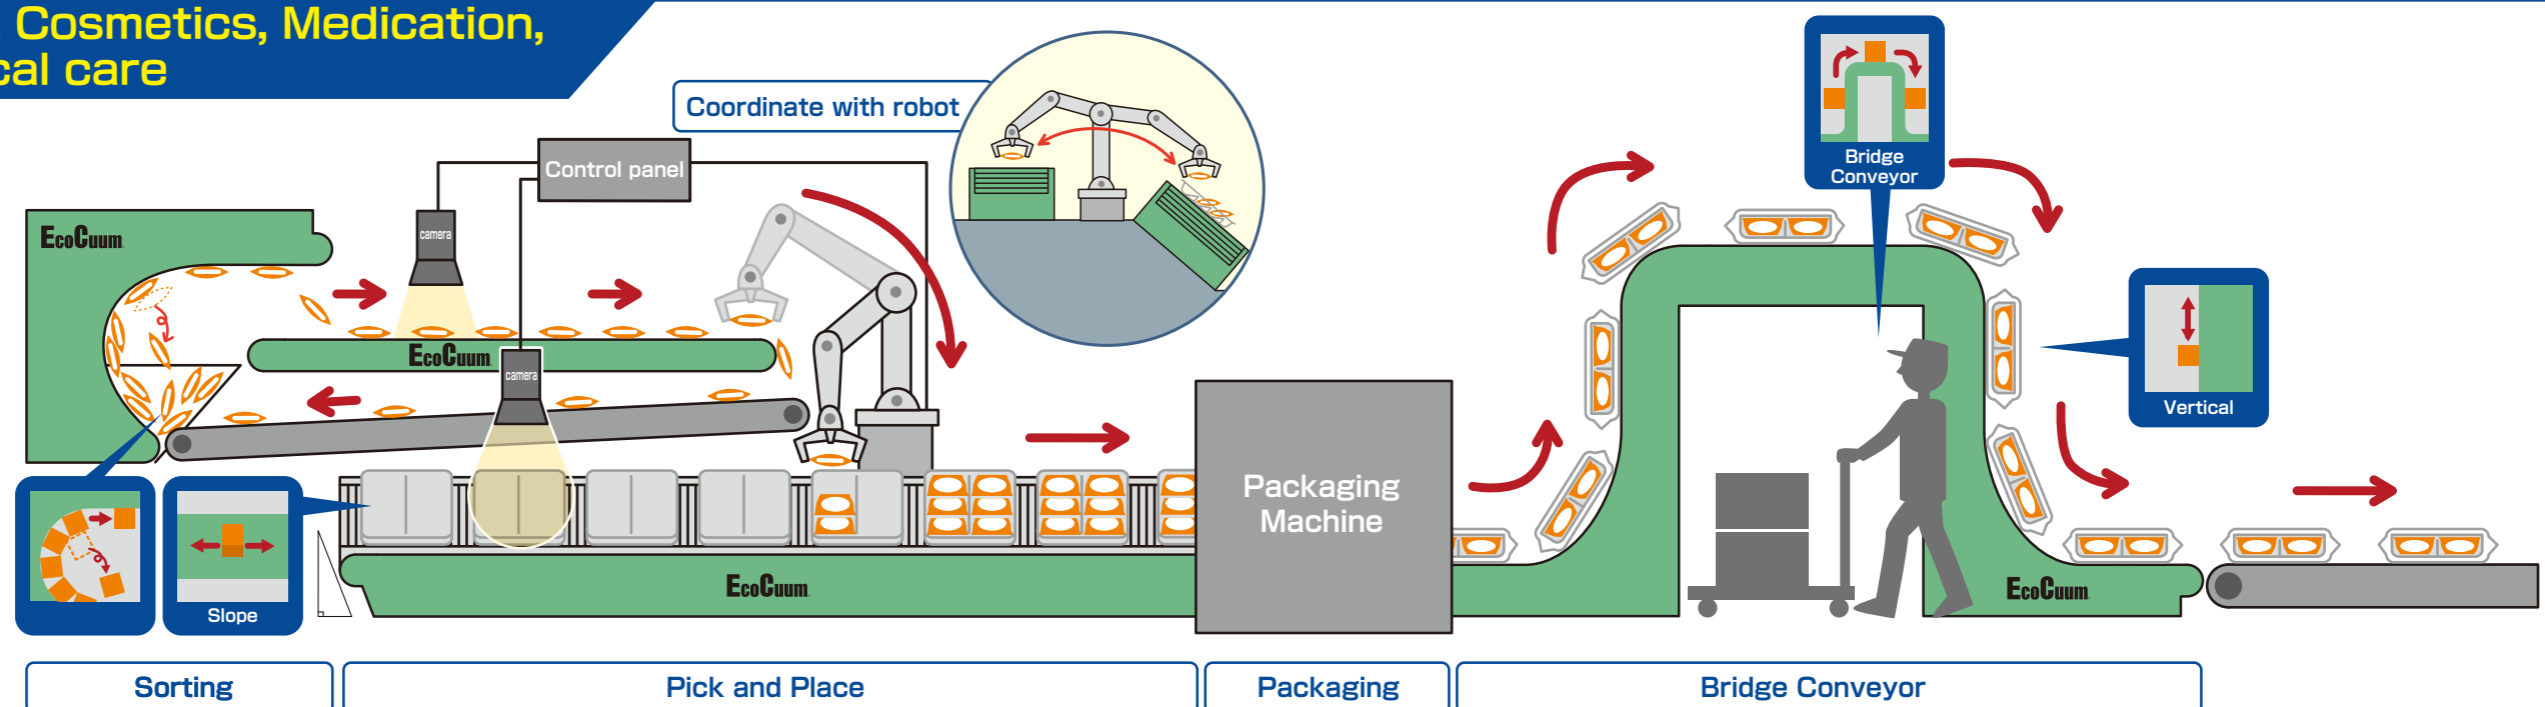 Cosmetics, Medication,
cal care
Coordinate with robot
Control panel
EcoCuum
camera
EcoCuum
camera
Slope
EcoCuum
Packaging
Machine
Bridge
Conveyor
Vertical
EcoCuum
Sorting
Pick and Place
Packaging
Bridge Conveyor